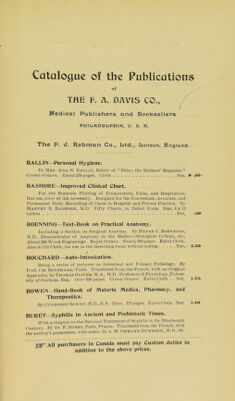 Catalogue of the Publications
OF
THE F. A. DAVIS CO.,
Medical Publishers and Booksellers
PHILADELPHIA, U. S. A.
The F. J. Rebman Co., Ltd., London, England.
BALLIN—Personal Hygiene.
By Mrs. Ada S. Ballin, Editor of "Baby, the Mothers' Magazine."
Crown Octavo. About 250 pages. Cloth . . . Net,
BASHORE—Improved Clinical Chart.
For the Separate Plotting of Temperature, Pulse, and Respiration.
But one color of ink necessary. Designed for the Convenient, Accurate, and
Permanent Daily Recording of Cases in Hospital and Private Practice. By
Harvey B. Bashore, M.D. Fifty Charts, in Tablet Form. Size, 8 x 12
inches . . . Net, .50
BOENNING—Text-Book on Practical Anatomy.
Including a Section on Surgical Anatomy. By Henry C. Boenning,
M.D., Demonstrator of Anatomy in the Medico-Chirurgical College, etc.
About 200 Wood Engravings. Royal Octavo. Nearly 500 pages. Extra Cloth.
Also in Oil-Cloth, for use in the dissecting-room without soiling. . . Net,
BOUCHARD—Auto-Intoxication.
Being a series of Lectures on Intestinal and Urinary Pathology. By
Prof. Ch. Bouchard, Paris. Translated from the French, with an Original
Appendix, by Thomas Oliver, M.A., M.D., Professor of Physiology, Univer-
sity of Durham, Eng. Over 300 pages. Crown Octavo. Extra Cloth . . Net,
BOWEN—Hand-Book of Materia Medica, Pharmacy, and
Therapeutics.
By Cuthbert Bowen, M.D., B.A. 12mo. 370 pages. Extra Cloth. Net,
BURET—Syphilis in Ancient and Prehistoric Times.
With a chapter on the Rational Treatment of Syphilis in the Nineteenth
Century. By Dr. F. Buret, Paris, France. Translated from the French, with
the author's permission, with notes, by A. H. Ohmann-Dumesnil, M.D., St.
All purchasers in Canada must pay Custom duties in
addition to the above prices.